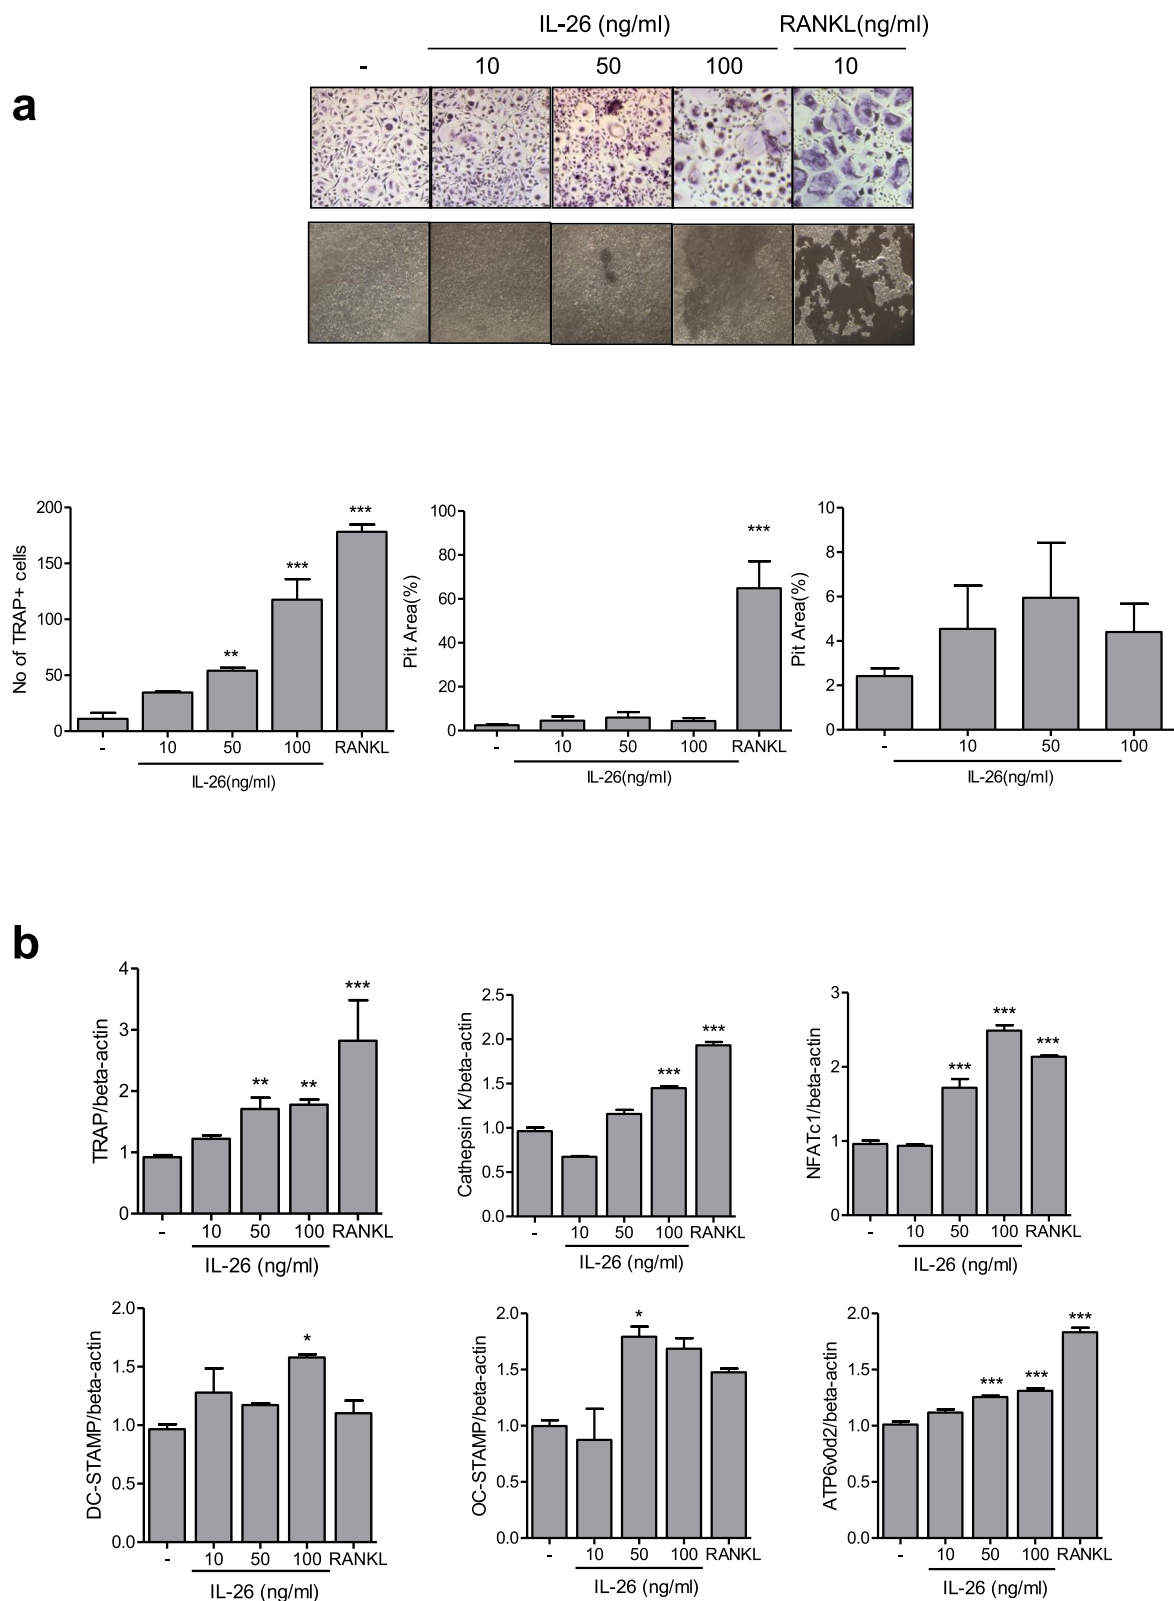 IL-26 (ng/ml) RANKL(ng/ml)
- 10 50 100 10
a
No of TRAP+ cells
200
150
100
50
0
** *** ***
- 10 50 100 RANKL
IL-26(ng/ml)
Pit Area(%)
100
80
60
40
20
0
***
- 10 50 100 RANKL
IL-26(ng/ml)
Pit Area(%)
10
8
6
4
2
0
- 10 50 100
IL-26(ng/ml)
b
TRAP/beta-actin
4
3
2
1
0
** ** ***
- 10 50 100 RANKL
IL-26 (ng/ml)
Cathepsin K/beta-actin
2.5
2.0
1.5
1.0
0.5
0.0
*** ***
- 10 50 100 RANKL
IL-26 (ng/ml)
NFATc1/beta-actin
3
2
1
0
*** *** ***
- 10 50 100 RANKL
IL-26 (ng/ml)
DC-STAMP/beta-actin
2.0
1.5
1.0
0.5
0.0
*
- 10 50 100 RANKL
IL-26 (ng/ml)
OC-STAMP/beta-actin
2.0
1.5
1.0
0.5
0.0
*
- 10 50 100 RANKL
IL-26 (ng/ml)
ATP6v0d2/beta-actin
2.0
1.5
1.0
0.5
0.0
*** *** ***
- 10 50 100 RANKL
IL-26 (ng/ml)